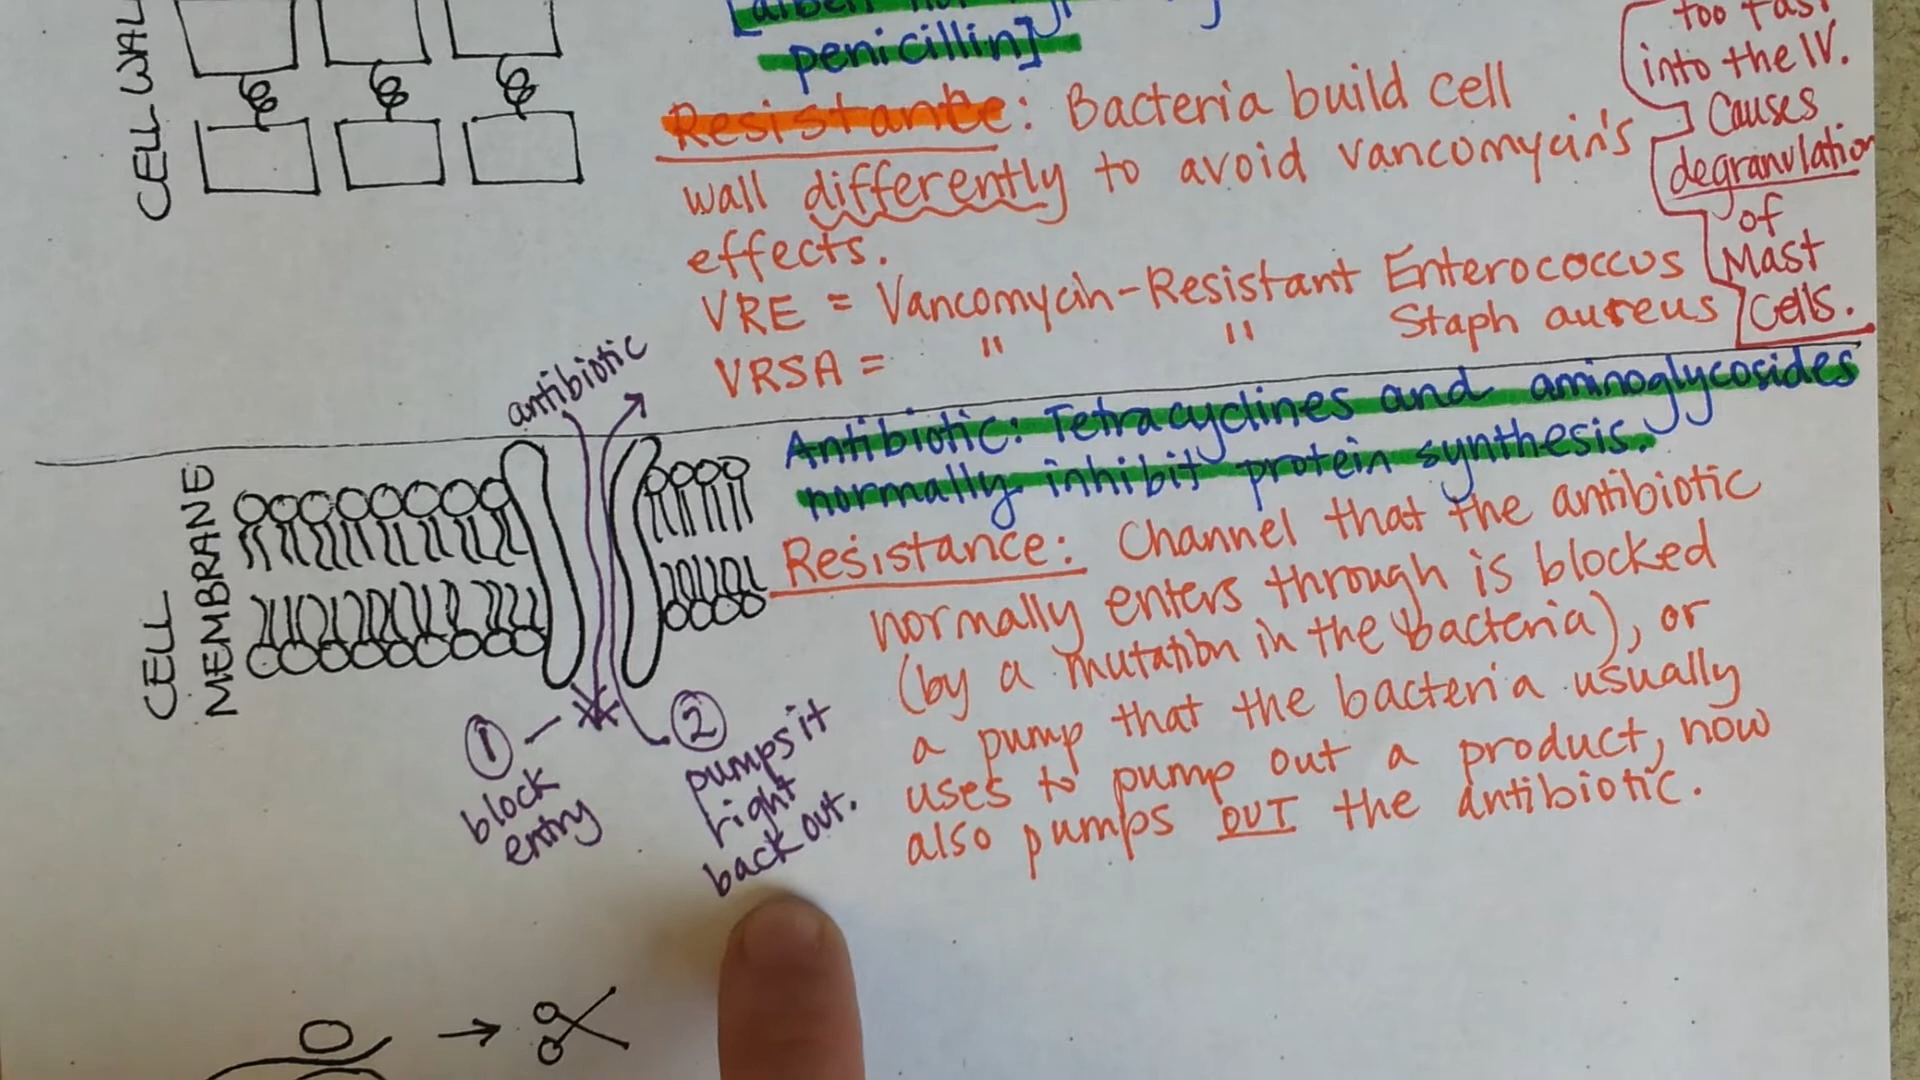 CELL WAL
penicillin]
Resistance: Bacteria build cell
wall differently to avoid vancomycin's
effects.
VRE = Vancomycin-Resistant Enterococcus
VRSA = " " Staph aureus
too fast
into the IV.
Causes
degranulation
of
Mast
Cells.
antibiotic
CELL
MEMBRANE
① block
entry
② pumps it
right
back out.
Antibiotic: Tetracyclines and aminoglycosides
normally inhibit protein synthesis.
Resistance: Channel that the antibiotic
normally enters through is blocked
(by a mutation in the bacteria), or
a pump that the bacteria usually
uses to pump out a product, now
also pumps OUT the antibiotic.